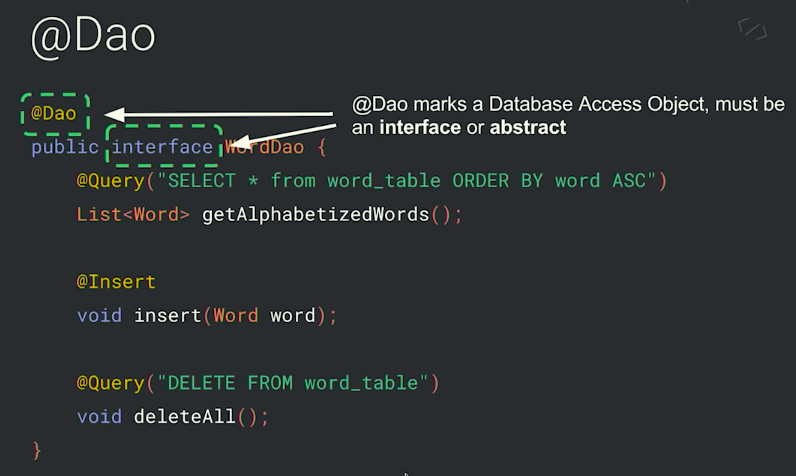 @Dao
@Dao marks a Database Access Object, must be
an interface or abstract
@Dao
public interface WordDao {
@Query("SELECT * from word_table ORDER BY word ASC")
List<Word> getAlphabetizedWords();
@Insert
void insert(Word word);
@Query("DELETE FROM word_table")
void deleteAll();
}